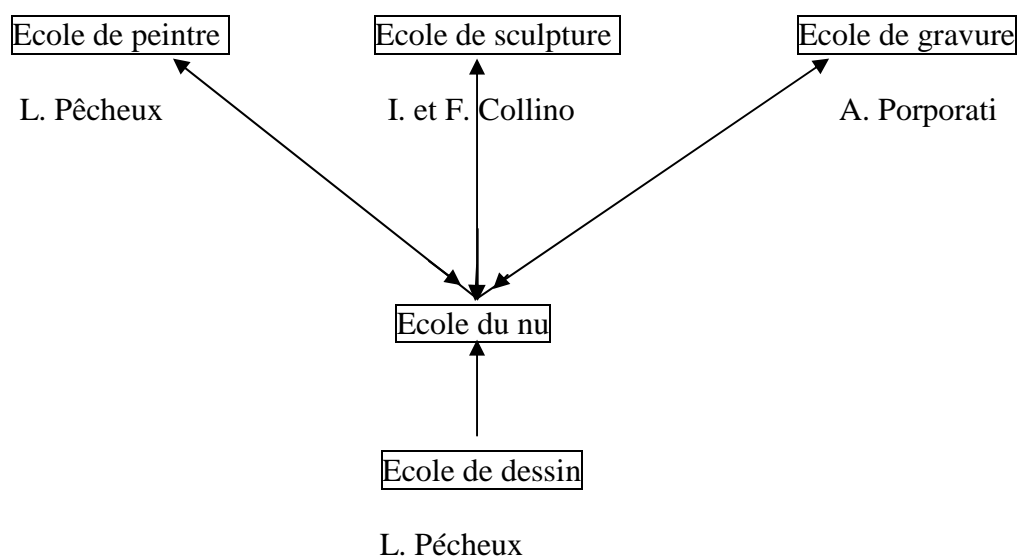 Ecole de peintre
Ecole de sculpture
Ecole de gravure
L. Pêcheux
I. et F. Collino
A. Porporati
Ecole du nu
Ecole de dessin
L. Pécheux